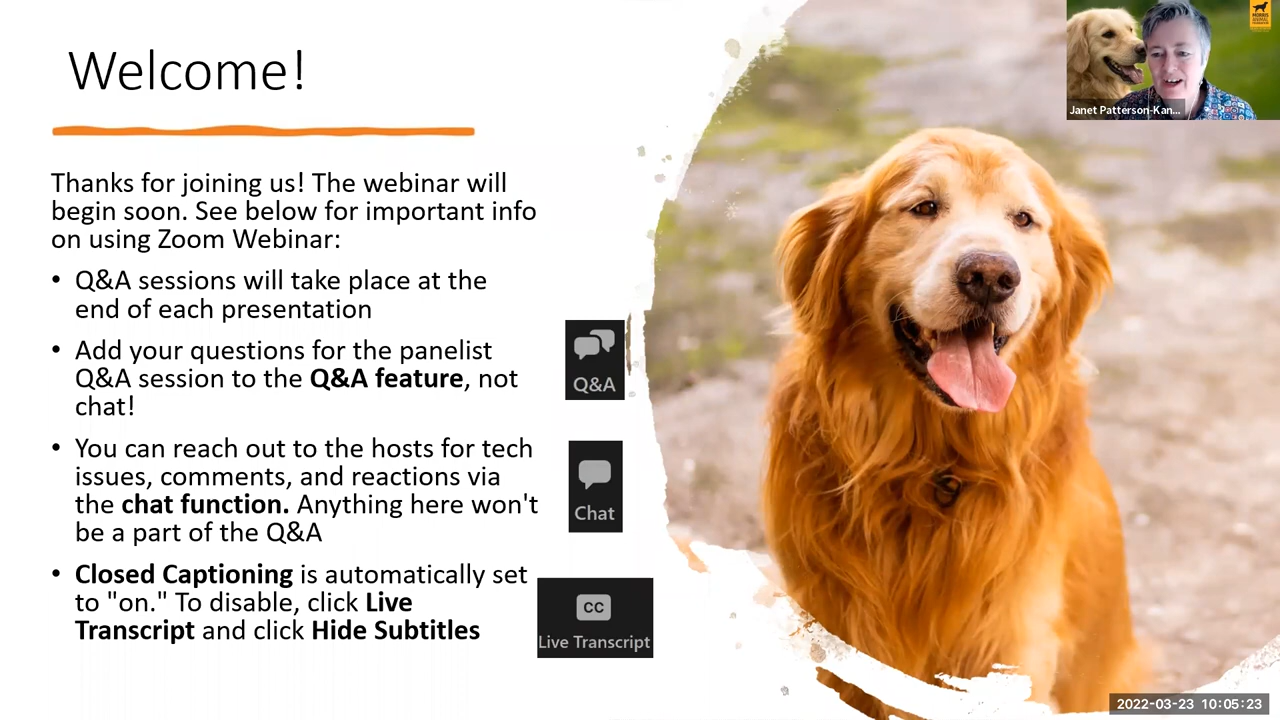 Welcome!
Thanks for joining us! The webinar will
begin soon. See below for important info
on using Zoom Webinar:
• Q&A sessions will take place at the
end of each presentation
• Add your questions for the panelist
Q&A session to the Q&A feature, not
chat!
• You can reach out to the hosts for tech
issues, comments, and reactions via
the chat function. Anything here won't
be a part of the Q&A
• Closed Captioning is automatically set
to "on." To disable, click Live
Transcript and click Hide Subtitles
Q&A
Chat
CC
Live Transcript
Janet Patterson-Kan...
MORRIS
ANIMAL
FOUNDATION
2022-03-23 10:05:23